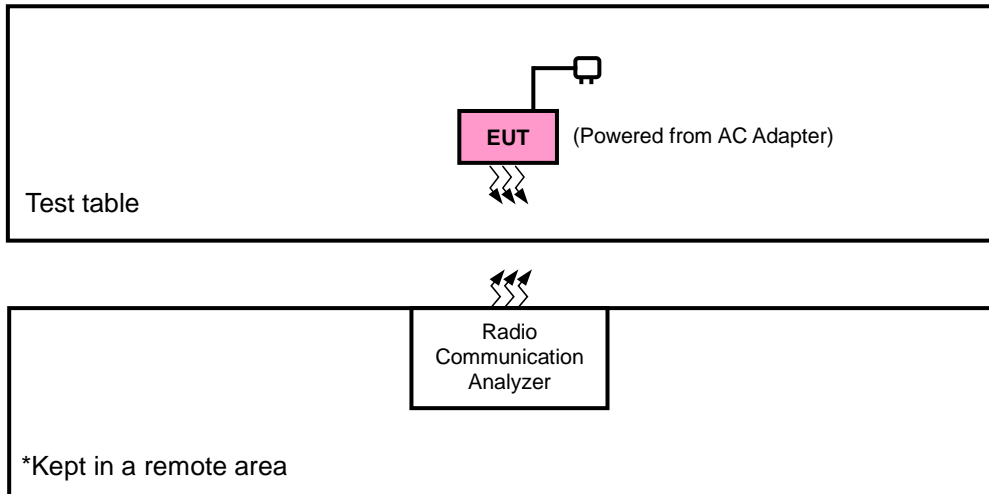 EUT
(Powered from AC Adapter)
Test table
Radio
Communication
Analyzer
*Kept in a remote area